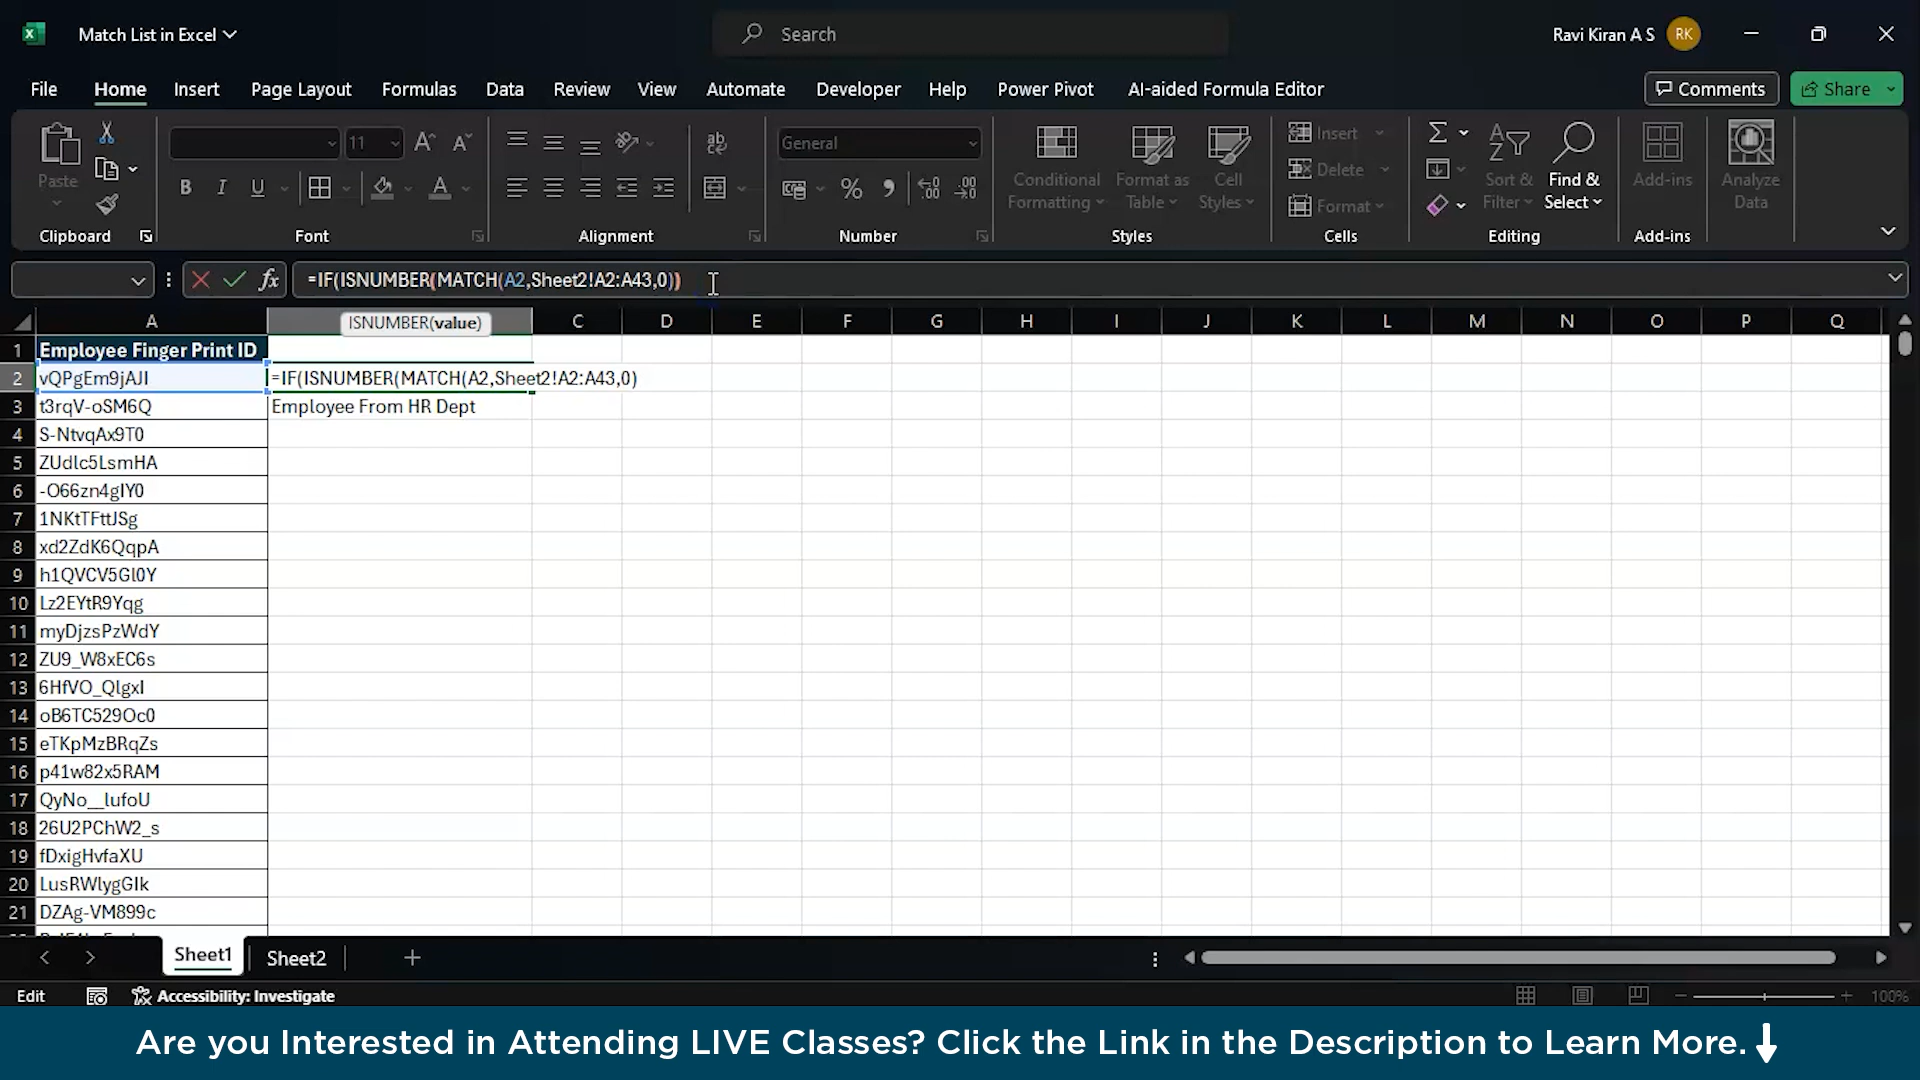 Match List in Excel
Search
Ravi Kiran A S
RK
File
Home
Insert
Page Layout
Formulas
Data
Review
View
Automate
Developer
Help
Power Pivot
AI-aided Formula Editor
Comments
Share
Paste
Clipboard
11
B I U
Font
ab
Alignment
General
Number
Conditional
Formatting
Format as
Table
Cell
Styles
Styles
Insert
Delete
Format
Cells
Sort &
Filter
Find &
Select
Editing
Add-ins
Add-ins
Analyze
Data
fx
=IF(ISNUMBER(MATCH(A2,Sheet2!A2:A43,0))
ISNUMBER(value)
A C D E F G H I J K L M N O P Q
1 Employee Finger Print ID
2 vQPgEm9jAJI =IF(ISNUMBER(MATCH(A2,Sheet2!A2:A43,0)
3 t3rqV-oSM6Q Employee From HR Dept
4 S-NtvqAx9T0
5 ZUdlc5LsmHA
6 -O66zn4gIY0
7 1NKtTFttJSg
8 xd2ZdK6QqpA
9 h1QVCV5Gl0Y
10 Lz2EYtR9Yqg
11 myDjzsPzWdY
12 ZU9_W8xEC6s
13 6HfVO_QlgxI
14 oB6TC529Oc0
15 eTKpMzBRqZs
16 p41w82x5RAM
17 QyNo__lufoU
18 26U2PChW2_s
19 fDxigHvfaXU
20 LusRWlygGIk
21 DZAg-VM899c
Sheet1
Sheet2
Edit
Accessibility: Investigate
100%
Are you Interested in Attending LIVE Classes? Click the Link in the Description to Learn More.